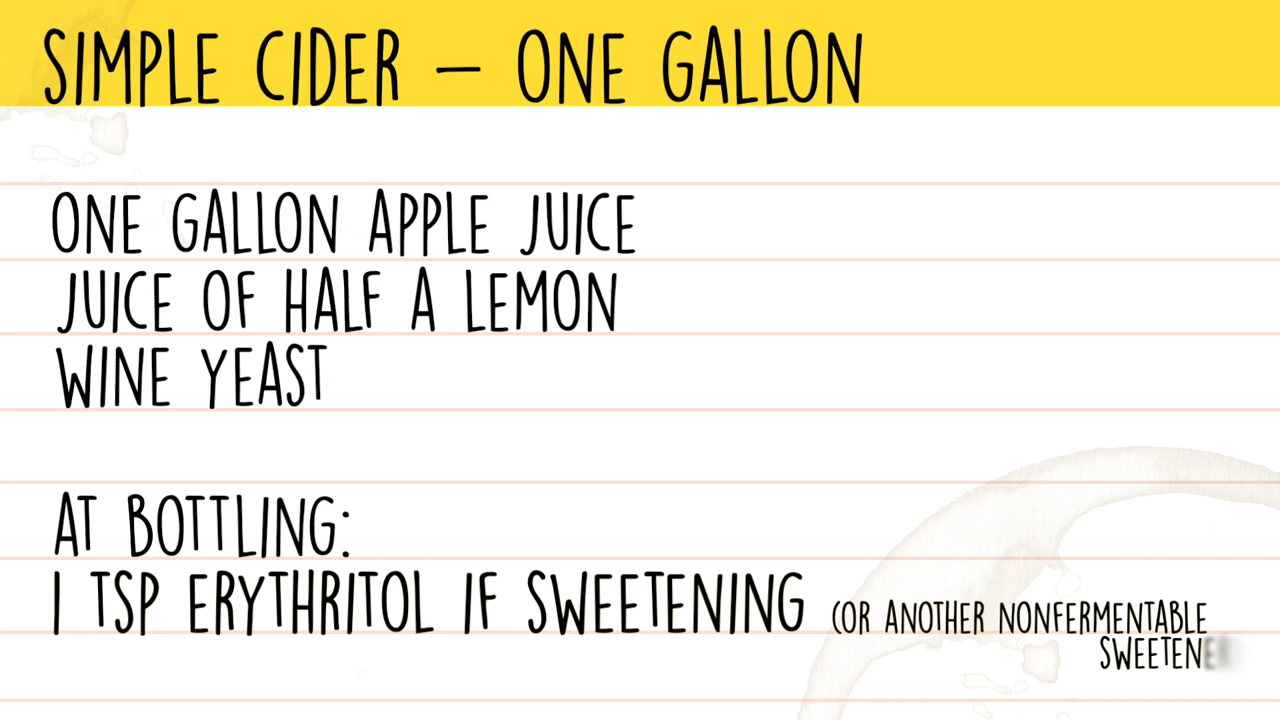 SIMPLE CIDER – ONE GALLON
ONE GALLON APPLE JUICE
JUICE OF HALF A LEMON
WINE YEAST
AT BOTTLING:
1 TSP ERYTHRITOL IF SWEETENING (OR ANOTHER NONFERMENTABLE